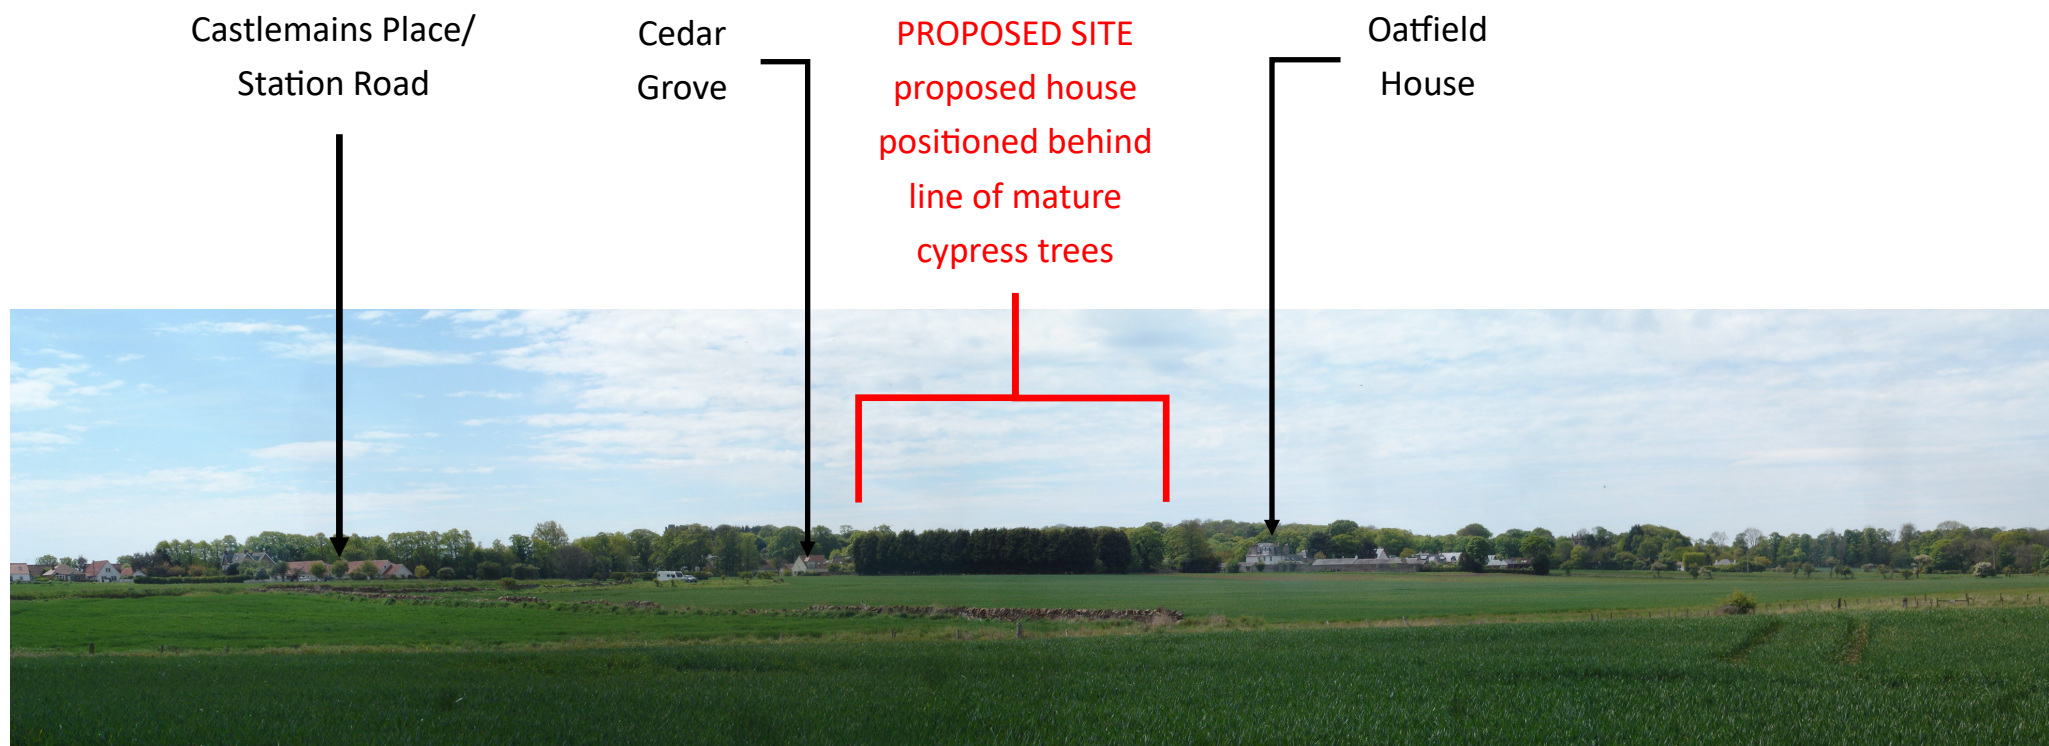 Castlemains Place/
Station Road
Cedar
Grove
PROPOSED SITE
proposed house
positioned behind
line of mature
cypress trees
Oatfield
House